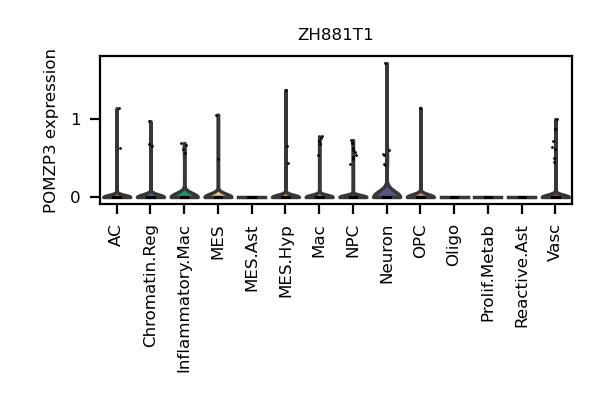 ZH881T1
POMZP3 expression
1
0
AC
Chromatin.Reg
Inflammatory.Mac
MES
MES.Ast
MES.Hyp
Mac
NPC
Neuron
OPC
Oligo
Prolif.Metab
Reactive.Ast
Vasc